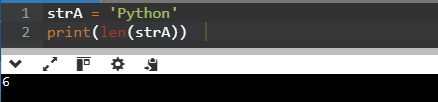 1 strA = 'Python'
2 print(len(strA))
6